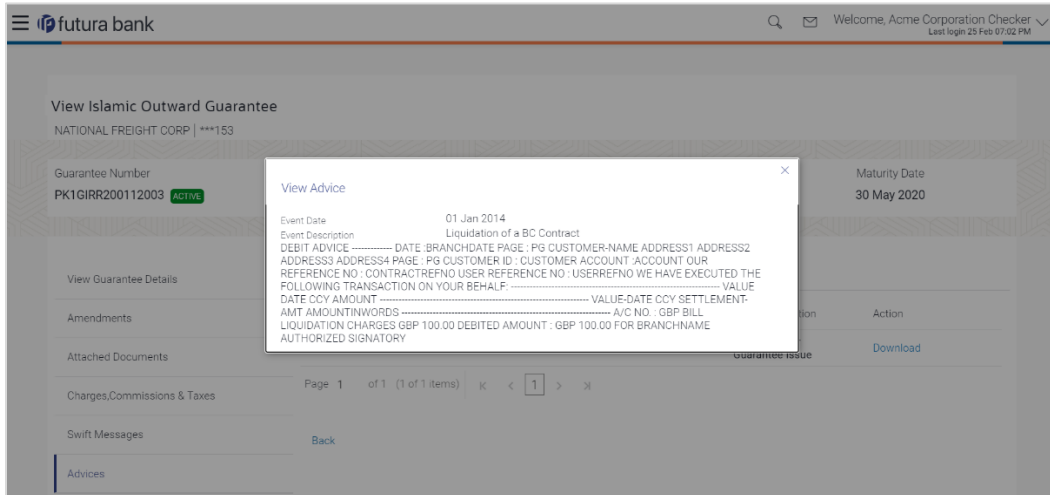 futura bank
Welcome, Acme Corporation Checker
Last login 25 Feb 07:02 PM
View Islamic Outward Guarantee
NATIONAL FREIGHT CORP | ***153
Guarantee Number
PK1GIRR200112003 ACTIVE
Maturity Date
30 May 2020
View Advice
Event Date 01 Jan 2014
Event Description Liquidation of a BC Contract
DEBIT ADVICE ------------- DATE :BRANCHDATE PAGE : PG CUSTOMER-NAME ADDRESS1 ADDRESS2
ADDRESS3 ADDRESS4 PAGE : PG CUSTOMER ID : CUSTOMER ACCOUNT :ACCOUNT OUR
REFERENCE NO : CONTRACTREFNO USER REFERENCE NO : USERREFNO WE HAVE EXECUTED THE
FOLLOWING TRANSACTION ON YOUR BEHALF: ------------------------------------------------------------------ VALUE
DATE CCY AMOUNT ------------------------------------------------------------------ VALUE-DATE CCY SETTLEMENT-
AMT AMOUNTINWORDS ------------------------------------------------------------------ A/C NO. : GBP BILL
LIQUIDATION CHARGES GBP 100.00 DEBITED AMOUNT : GBP 100.00 FOR BRANCHNAME
AUTHORIZED SIGNATORY
View Guarantee Details
Amendments
Attached Documents
Charges,Commissions & Taxes
Swift Messages
Advices
Action
Guarantee Issue
Download
Page 1 of 1 (1 of 1 items) 1
Back